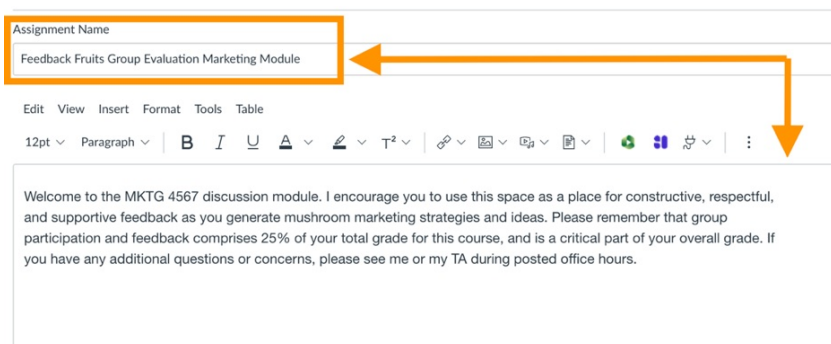 Assignment Name
Feedback Fruits Group Evaluation Marketing Module
Edit View Insert Format Tools Table
12pt Paragraph B I U A T²
Welcome to the MKTG 4567 discussion module. I encourage you to use this space as a place for constructive, respectful,
and supportive feedback as you generate mushroom marketing strategies and ideas. Please remember that group
participation and feedback comprises 25% of your total grade for this course, and is a critical part of your overall grade. If
you have any additional questions or concerns, please see me or my TA during posted office hours.